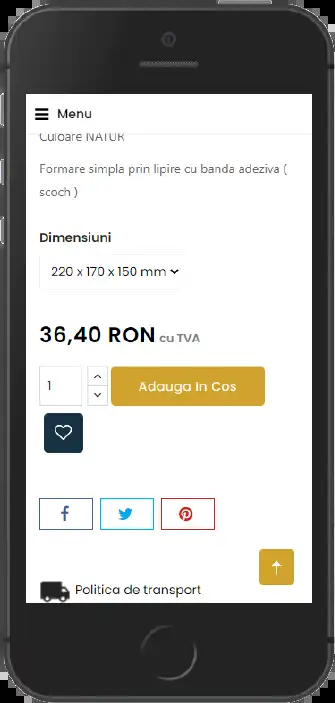 Menu
Culoare NATUR
Formare simpla prin lipire cu banda adeziva (
scoch )
Dimensiuni
220 x 170 x 150 mm
36,40 RON cu TVA
1
Adauga In Cos
Politica de transport